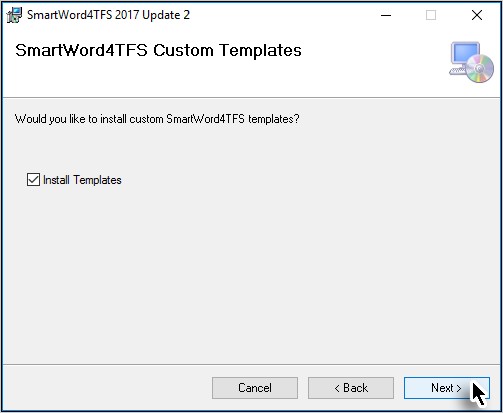 SmartWord4TFS 2017 Update 2
SmartWord4TFS Custom Templates
Would you like to install custom SmartWord4TFS templates?
Install Templates
Cancel
< Back
Next >